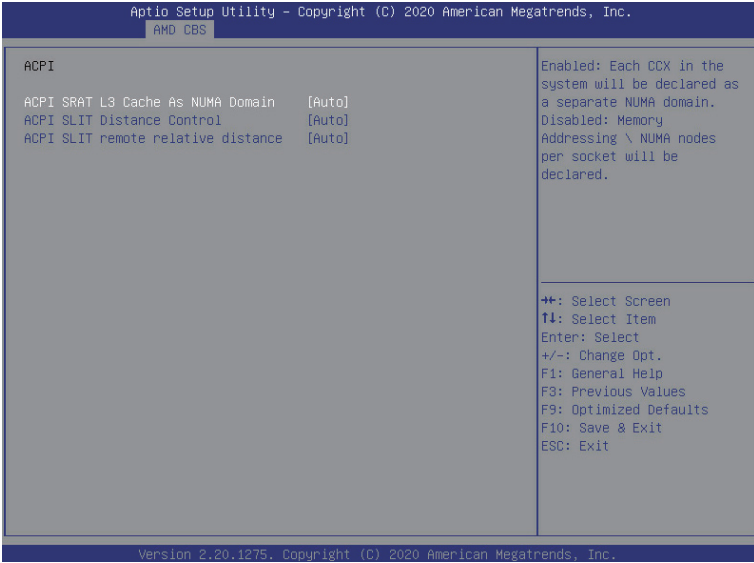 Aptio Setup Utility – Copyright (C) 2020 American Megatrends, Inc.
AMD CBS
ACPI
ACPI SRAT L3 Cache As NUMA Domain [Auto]
ACPI SLIT Distance Control [Auto]
ACPI SLIT remote relative distance [Auto]
Enabled: Each CCX in the
system will be declared as
a separate NUMA domain.
Disabled: Memory
Addressing \ NUMA nodes
per socket will be
declared.
→←: Select Screen
↑↓: Select Item
Enter: Select
+/-: Change Opt.
F1: General Help
F3: Previous Values
F9: Optimized Defaults
F10: Save & Exit
ESC: Exit
Version 2.20.1275. Copyright (C) 2020 American Megatrends, Inc.